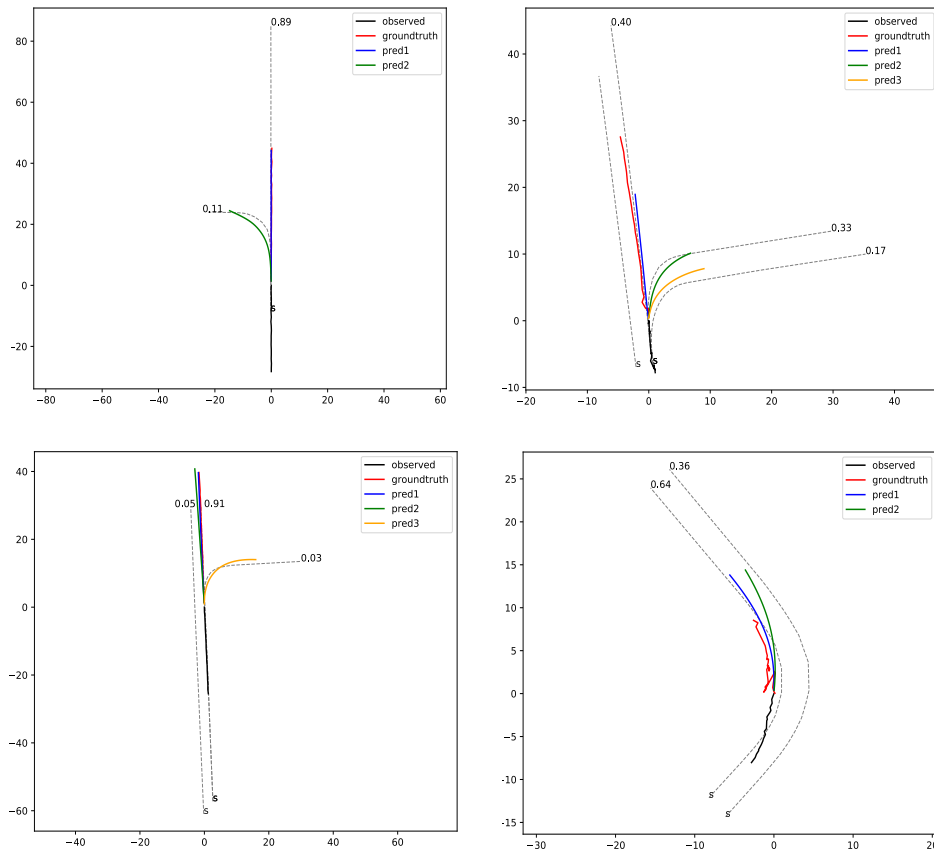 0.89
observed
groundtruth
pred1
pred2
0.11
s
80
60
40
20
0
−20
−80
−60
−40
−20
0
20
40
60
0.40
observed
groundtruth
pred1
pred2
pred3
0.33
0.17
s
s
40
30
20
10
0
−10
−20
−10
0
10
20
30
40
observed
groundtruth
pred1
pred2
pred3
0.05
0.91
0.03
s
s
40
20
0
−20
−40
−60
−60
−40
−20
0
20
40
60
0.36
0.64
observed
groundtruth
pred1
pred2
s
s
25
20
15
10
5
0
−5
−10
−15
−30
−20
−10
0
10
20